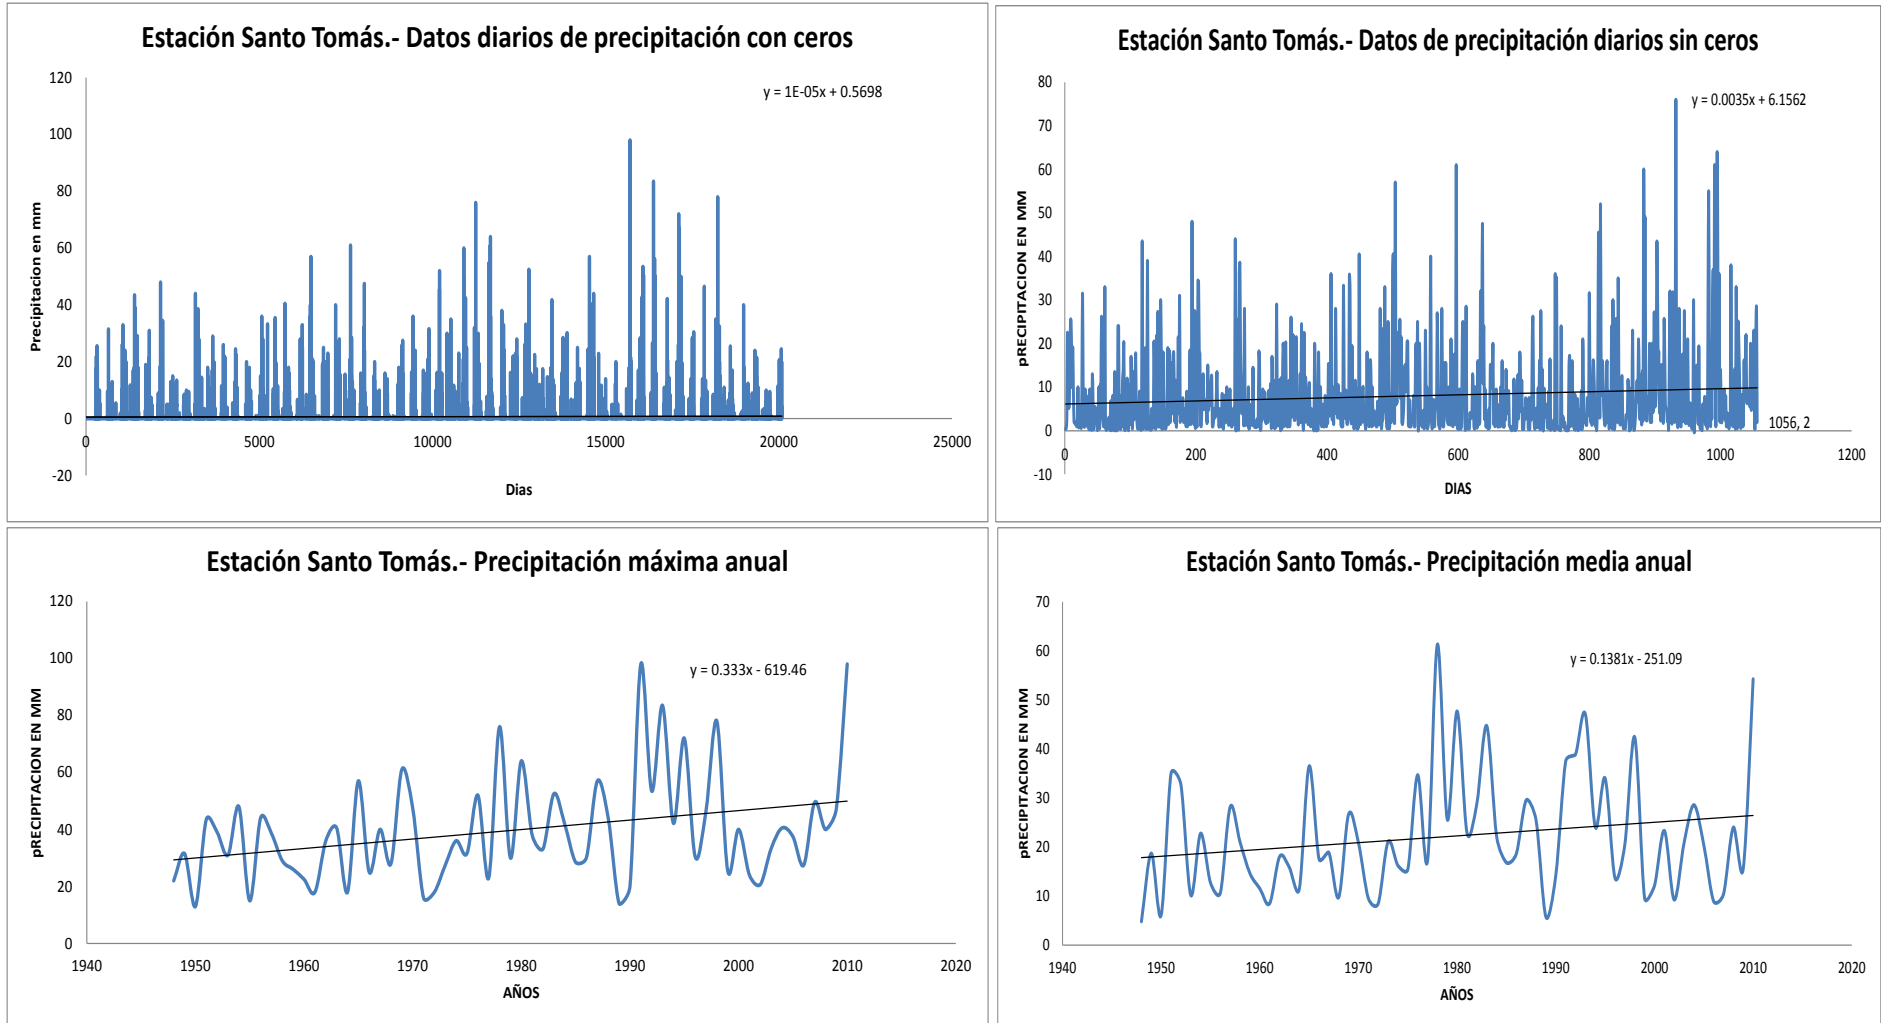 Estación Santo Tomás.- Datos diarios de precipitación con ceros
y = 1E-05x + 0.5698
Precipitacion en mm
120
100
80
60
40
20
0
-20
0 5000 10000 15000 20000 25000
Dias
Estación Santo Tomás.- Datos de precipitación diarios sin ceros
y = 0.0035x + 6.1562
pRECIPITACION EN MM
80
70
60
50
40
30
20
10
0
-10
1056, 2
0 200 400 600 800 1000 1200
DIAS
Estación Santo Tomás.- Precipitación máxima anual
y = 0.333x - 619.46
pRECIPITACION EN MM
120
100
80
60
40
20
0
1940 1950 1960 1970 1980 1990 2000 2010 2020
AÑOS
Estación Santo Tomás.- Precipitación media anual
y = 0.1381x - 251.09
pRECIPITACION EN MM
70
60
50
40
30
20
10
0
1940 1950 1960 1970 1980 1990 2000 2010 2020
AÑOS